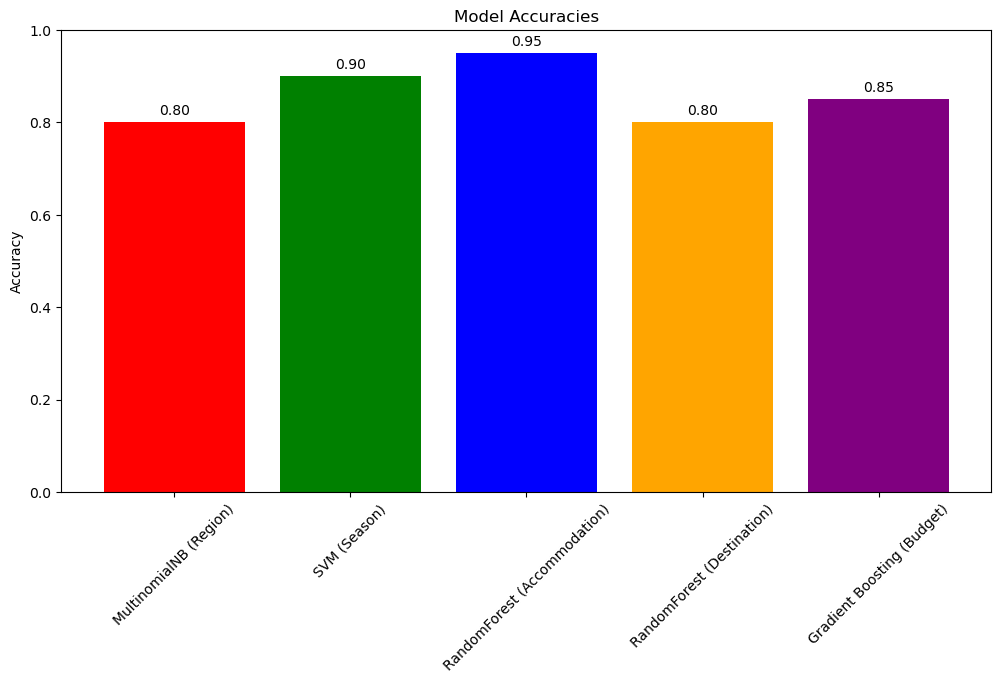 Model Accuracies
Accuracy
1.0
0.8
0.6
0.4
0.2
0.0
0.80
0.90
0.95
0.80
0.85
MultinomialNB (Region)
SVM (Season)
RandomForest (Accommodation)
RandomForest (Destination)
Gradient Boosting (Budget)